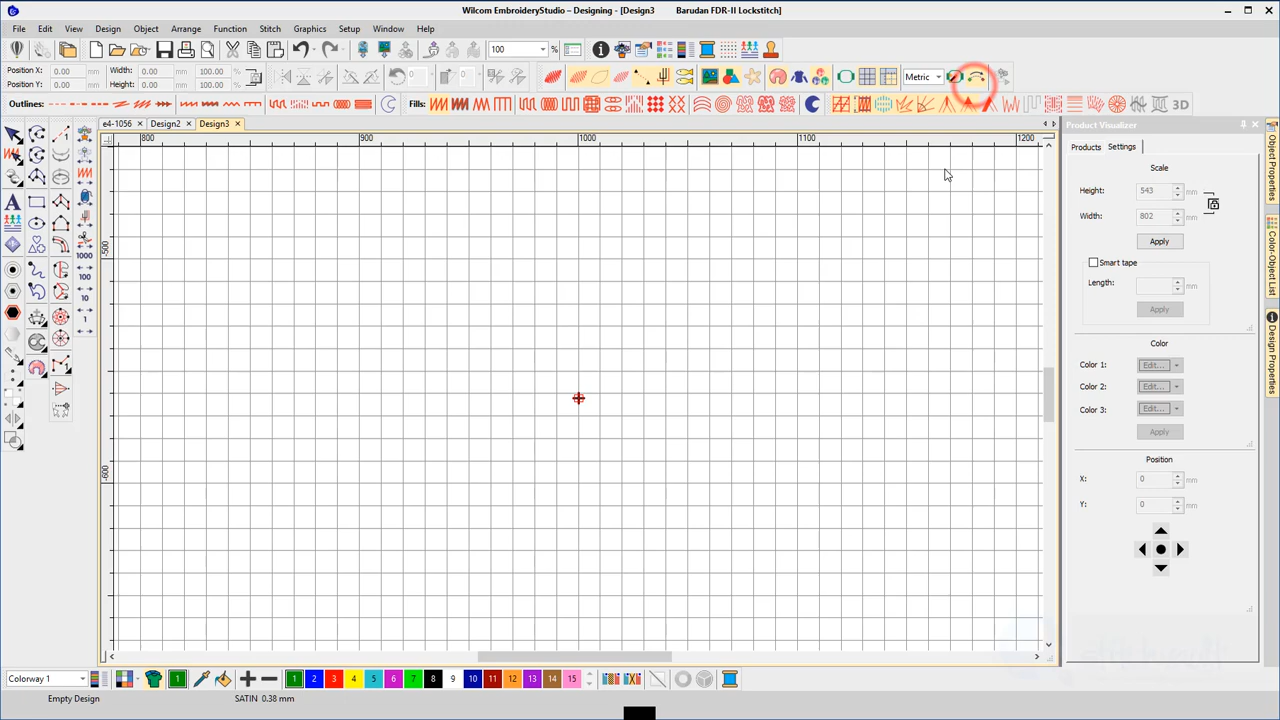 Wilcom EmbroideryStudio – Designing - [Design3 Barudan FDR-II Lockstitch]
File Edit View Design Object Arrange Function Stitch Graphics Setup Window Help
100
Position X: 0.00 mm Width: 0.00 mm 100.00 % 0
Position Y: 0.00 mm Height: 0.00 mm 100.00 %
Metric
Outlines: Fills: 3D
e4-1056 × Design2 × Design3 ×
800 1000 1100 1200
-500
-600
1000
100
10
1
Product Visualizer
Products Settings
Scale
Height: 543 mm
Width: 802 mm
Apply
Smart tape
Length: mm
Apply
Color
Color 1: Edit...
Color 2: Edit...
Color 3: Edit...
Apply
Position
X: 0 mm
Y: 0 mm
Object Properties
Color-Object List
Design Properties
Colorway 1 1 1 2 3 4 5 6 7 8 9 10 11 12 13 14 15
Empty Design SATIN 0.38 mm